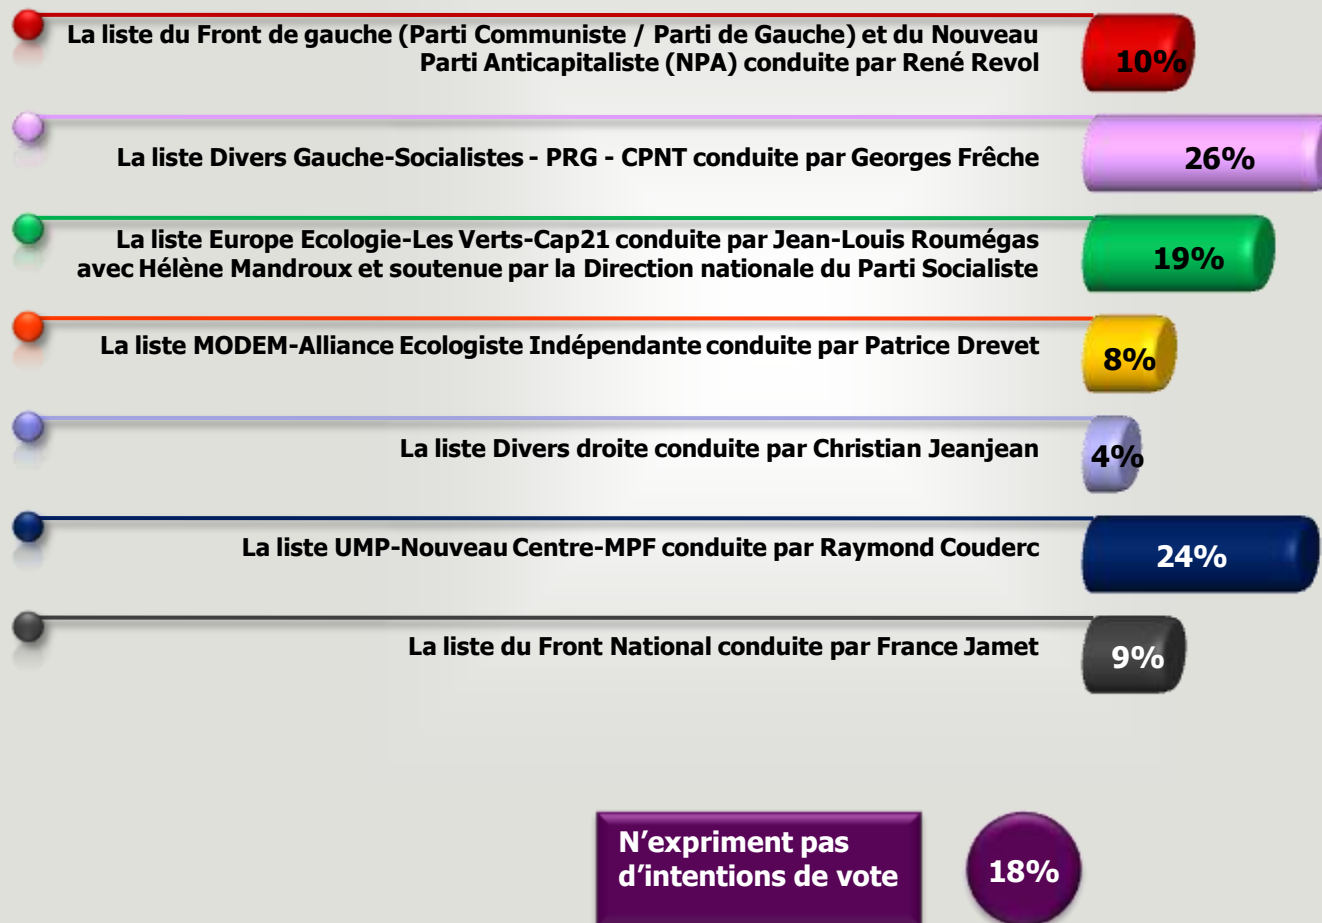 La liste du Front de gauche (Parti Communiste / Parti de Gauche) et du Nouveau
Parti Anticapitaliste (NPA) conduite par René Revol
10%
La liste Divers Gauche-Socialistes - PRG - CPNT conduite par Georges Frêche
26%
La liste Europe Ecologie-Les Verts-Cap21 conduite par Jean-Louis Roumégas
avec Hélène Mandroux et soutenue par la Direction nationale du Parti Socialiste
19%
La liste MODEM-Alliance Ecologiste Indépendante conduite par Patrice Drevet
8%
La liste Divers droite conduite par Christian Jeanjean
4%
La liste UMP-Nouveau Centre-MPF conduite par Raymond Couderc
24%
La liste du Front National conduite par France Jamet
9%
N’expriment pas
d’intentions de vote
18%